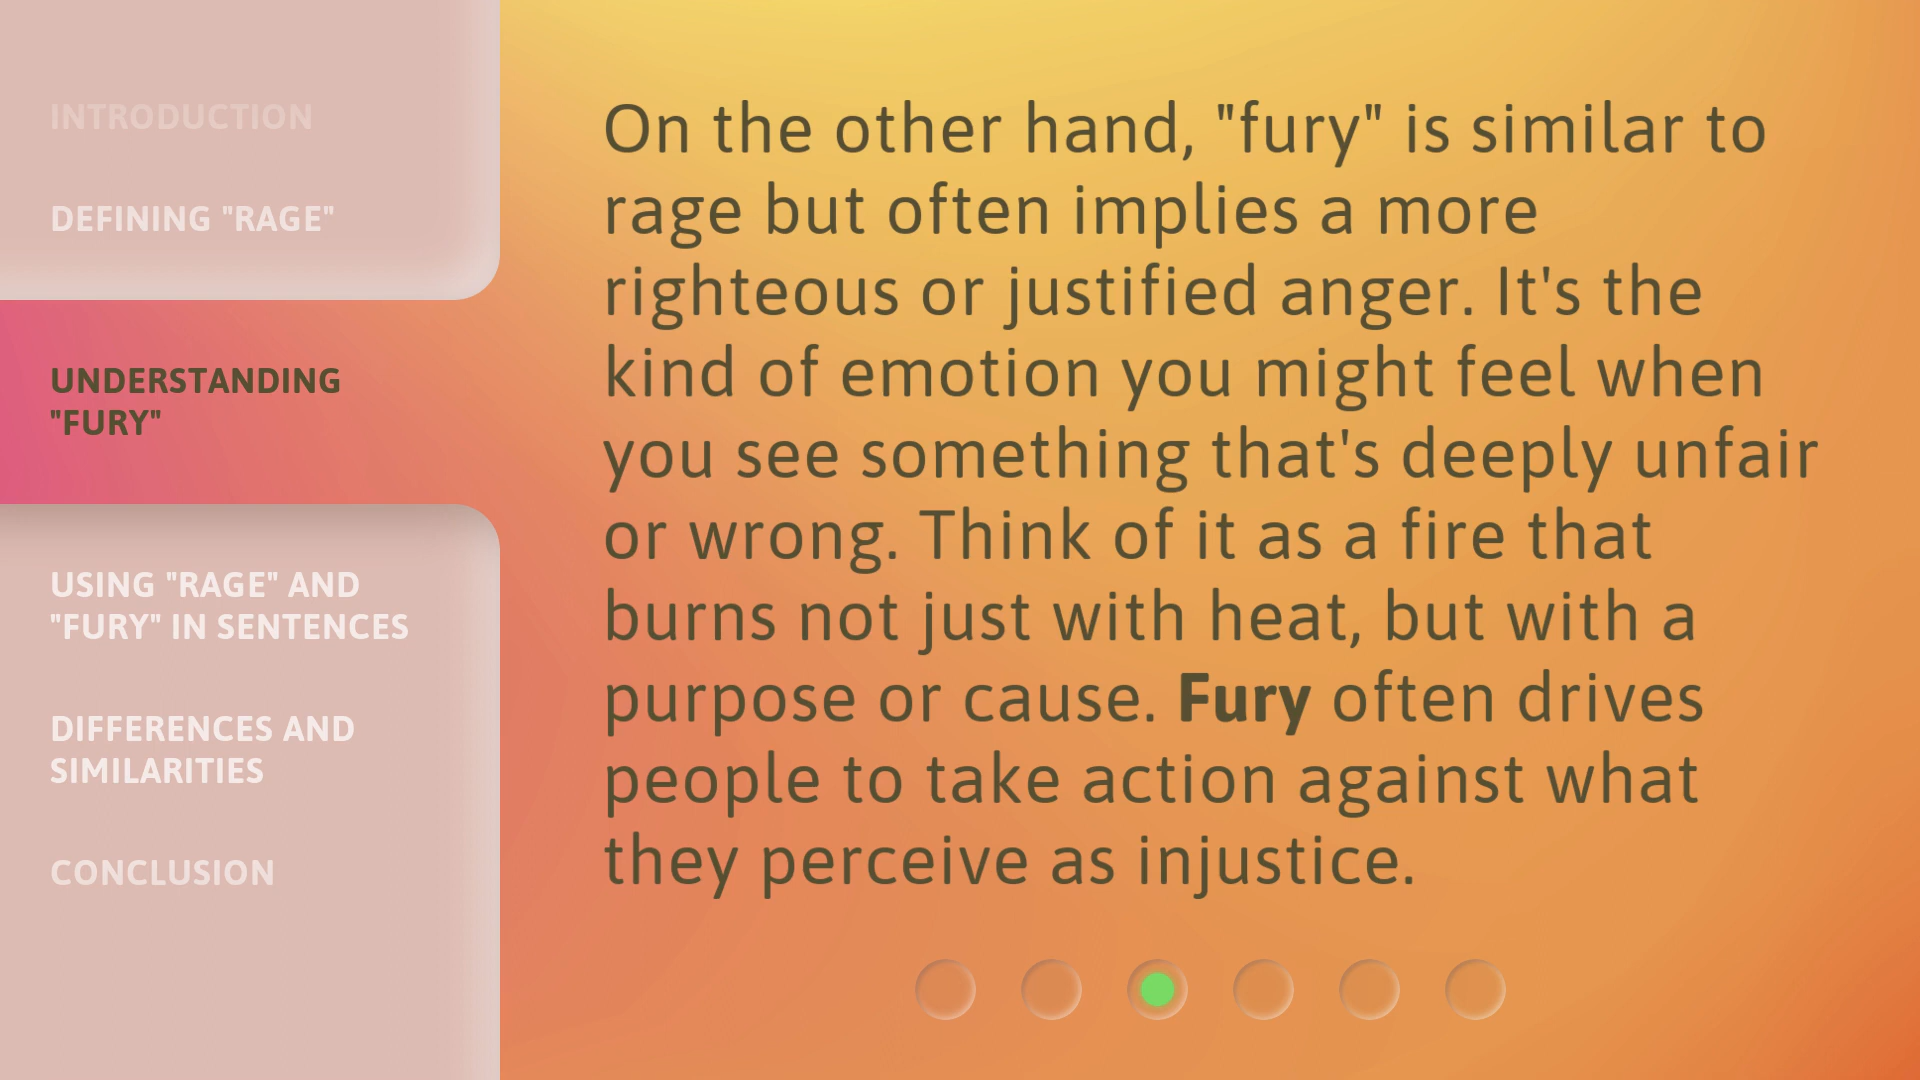 INTRODUCTION
DEFINING "RAGE"
UNDERSTANDING
"FURY"
USING "RAGE" AND
"FURY" IN SENTENCES
DIFFERENCES AND
SIMILARITIES
CONCLUSION
On the other hand, "fury" is similar to
rage but often implies a more
righteous or justified anger. It's the
kind of emotion you might feel when
you see something that's deeply unfair
or wrong. Think of it as a fire that
burns not just with heat, but with a
purpose or cause. Fury often drives
people to take action against what
they perceive as injustice.